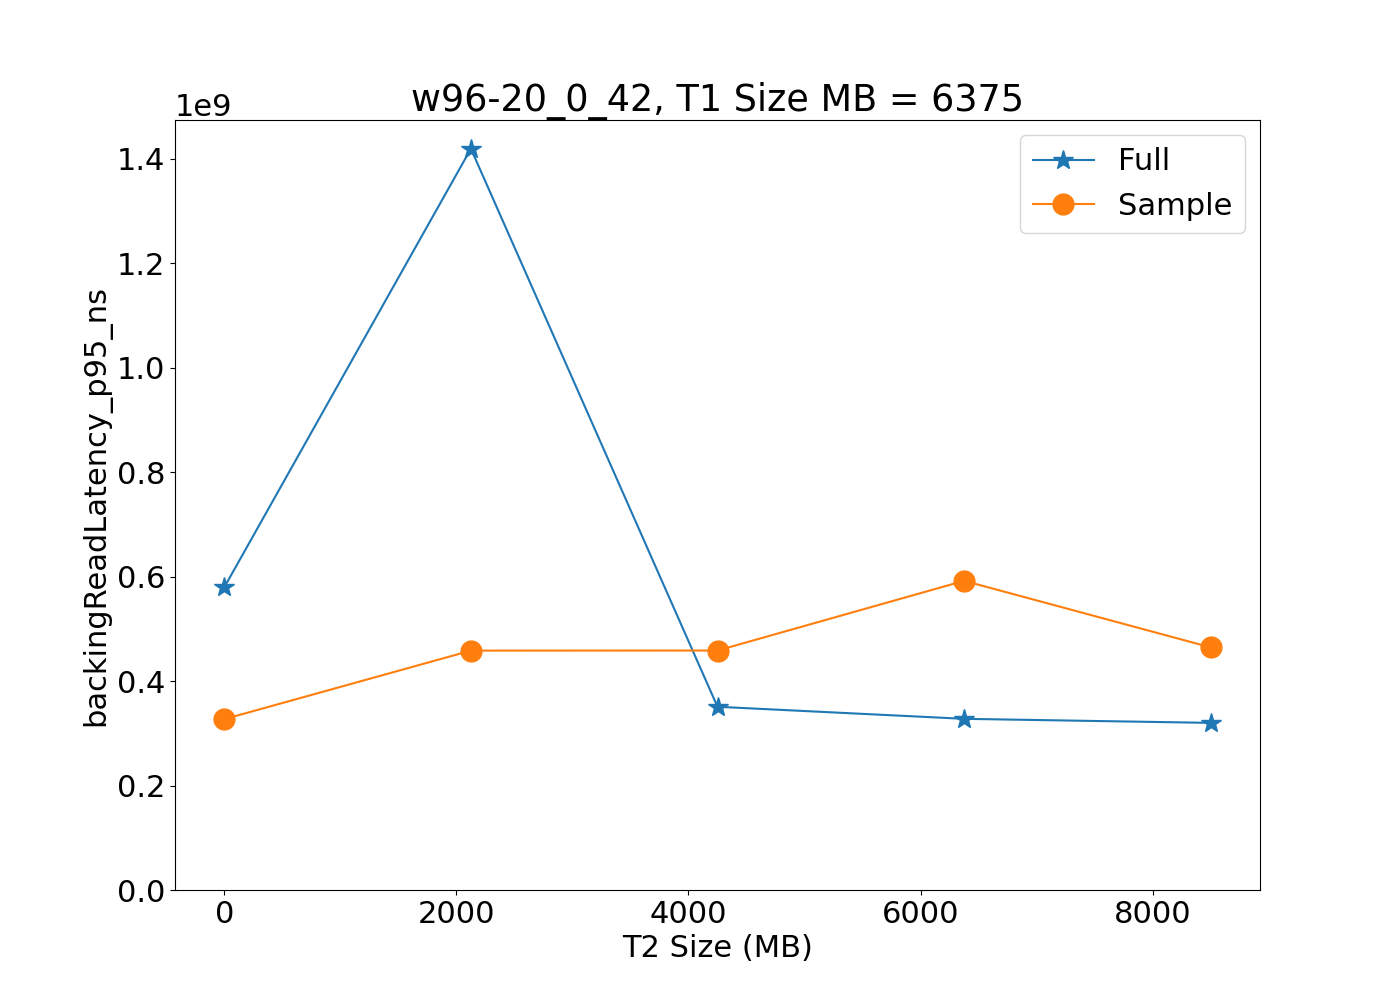 w96-20_0_42, T1 Size MB = 6375
1e9
Full
Sample
1.4
1.2
1.0
0.8
0.6
0.4
0.2
0.0
backingReadLatency_p95_ns
0 2000 4000 6000 8000
T2 Size (MB)